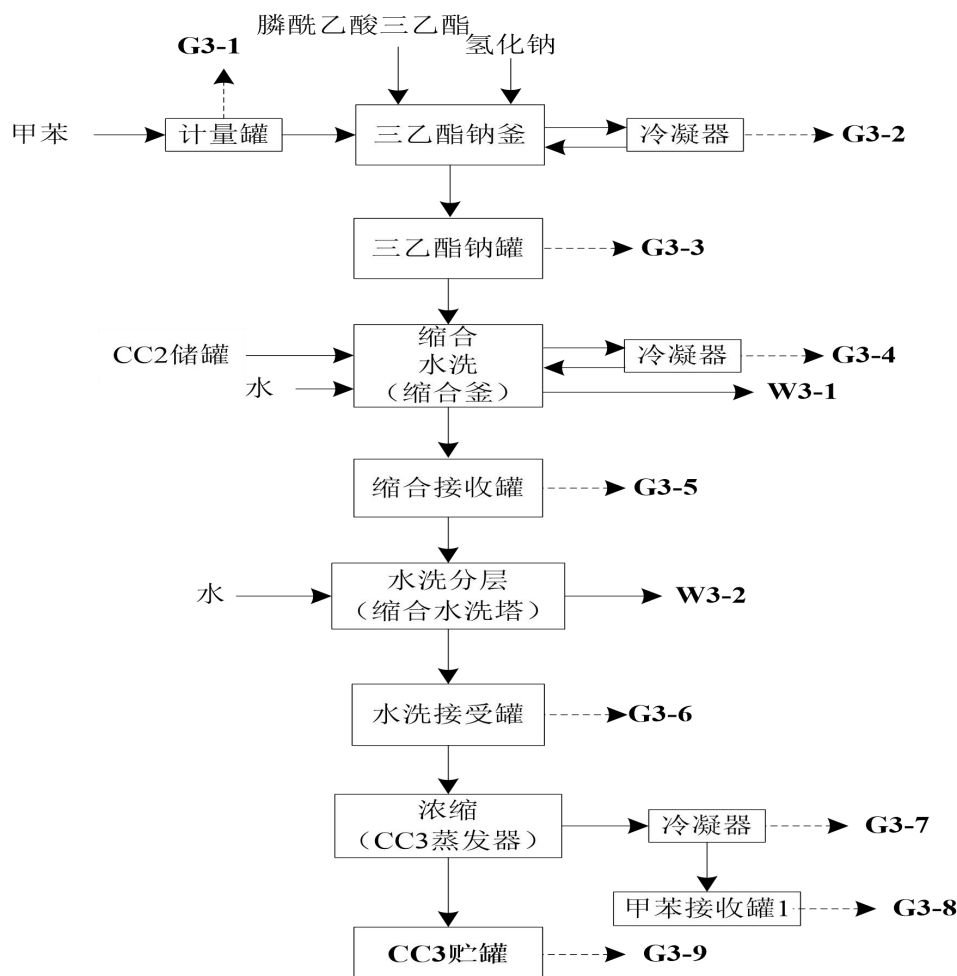 膦酰乙酸三乙酯
G3-1
氢化钠
甲苯
计量罐
三乙酯钠釜
冷凝器
G3-2
三乙酯钠罐
G3-3
CC2储罐
水
缩合
水洗
（缩合釜）
冷凝器
G3-4
W3-1
缩合接收罐
G3-5
水
水洗分层
（缩合水洗塔）
W3-2
水洗接受罐
G3-6
浓缩
（CC3蒸发器）
冷凝器
G3-7
甲苯接收罐1
G3-8
CC3贮罐
G3-9